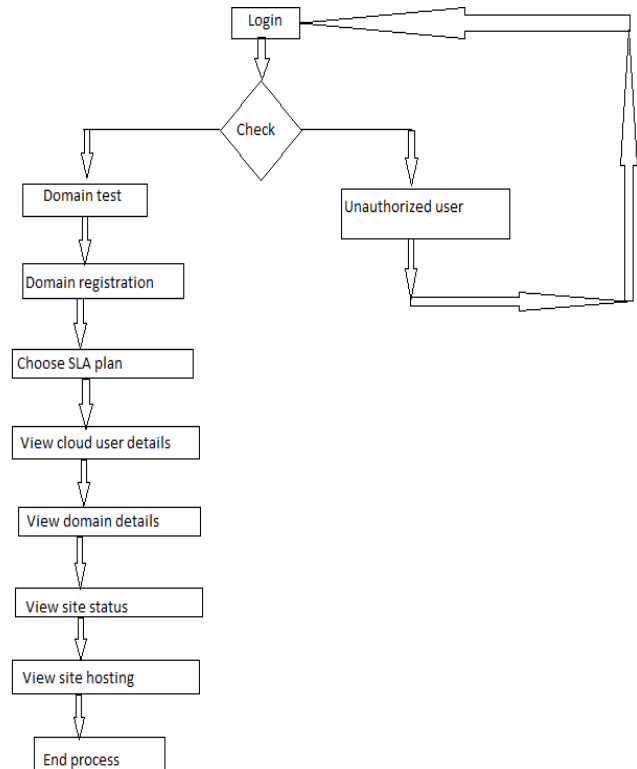 Login
Check
Domain test
Unauthorized user
Domain registration
Choose SLA plan
View cloud user details
View domain details
View site status
View site hosting
End process